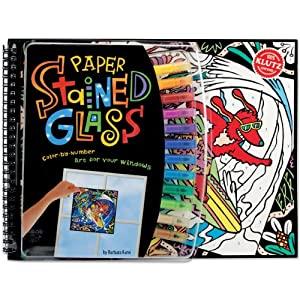 PAPER
STAINED
GLASS
Color-by-Number
Art for your Windows
by Barbara Kane
KLUTZ